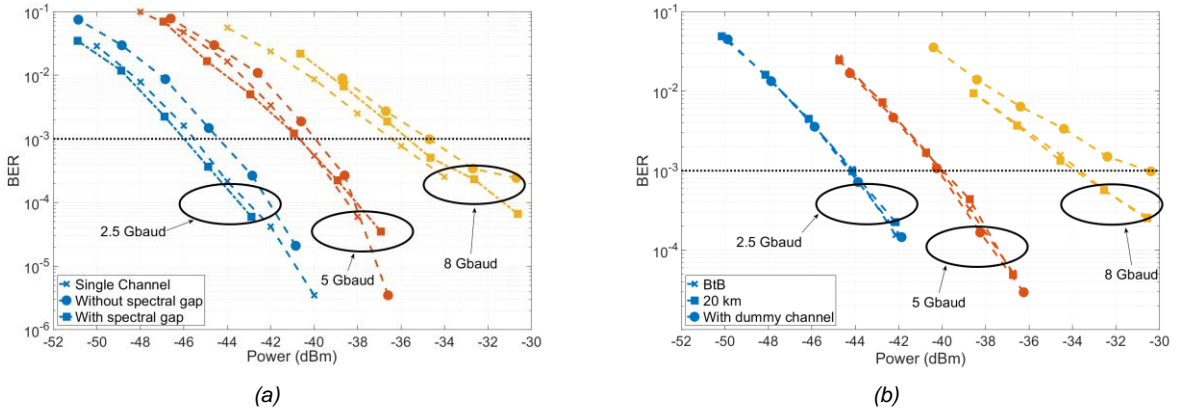 10^-1
10^-2
10^-3
10^-4
10^-5
10^-6
BER
2.5 Gbaud
5 Gbaud
8 Gbaud
Single Channel
Without spectral gap
With spectral gap
-52 -50 -48 -46 -44 -42 -40 -38 -36 -34 -32 -30
Power (dBm)
(a)
10^-1
10^-2
10^-3
10^-4
BER
2.5 Gbaud
5 Gbaud
8 Gbaud
BtB
20 km
With dummy channel
-52 -50 -48 -46 -44 -42 -40 -38 -36 -34 -32 -30
Power (dBm)
(b)